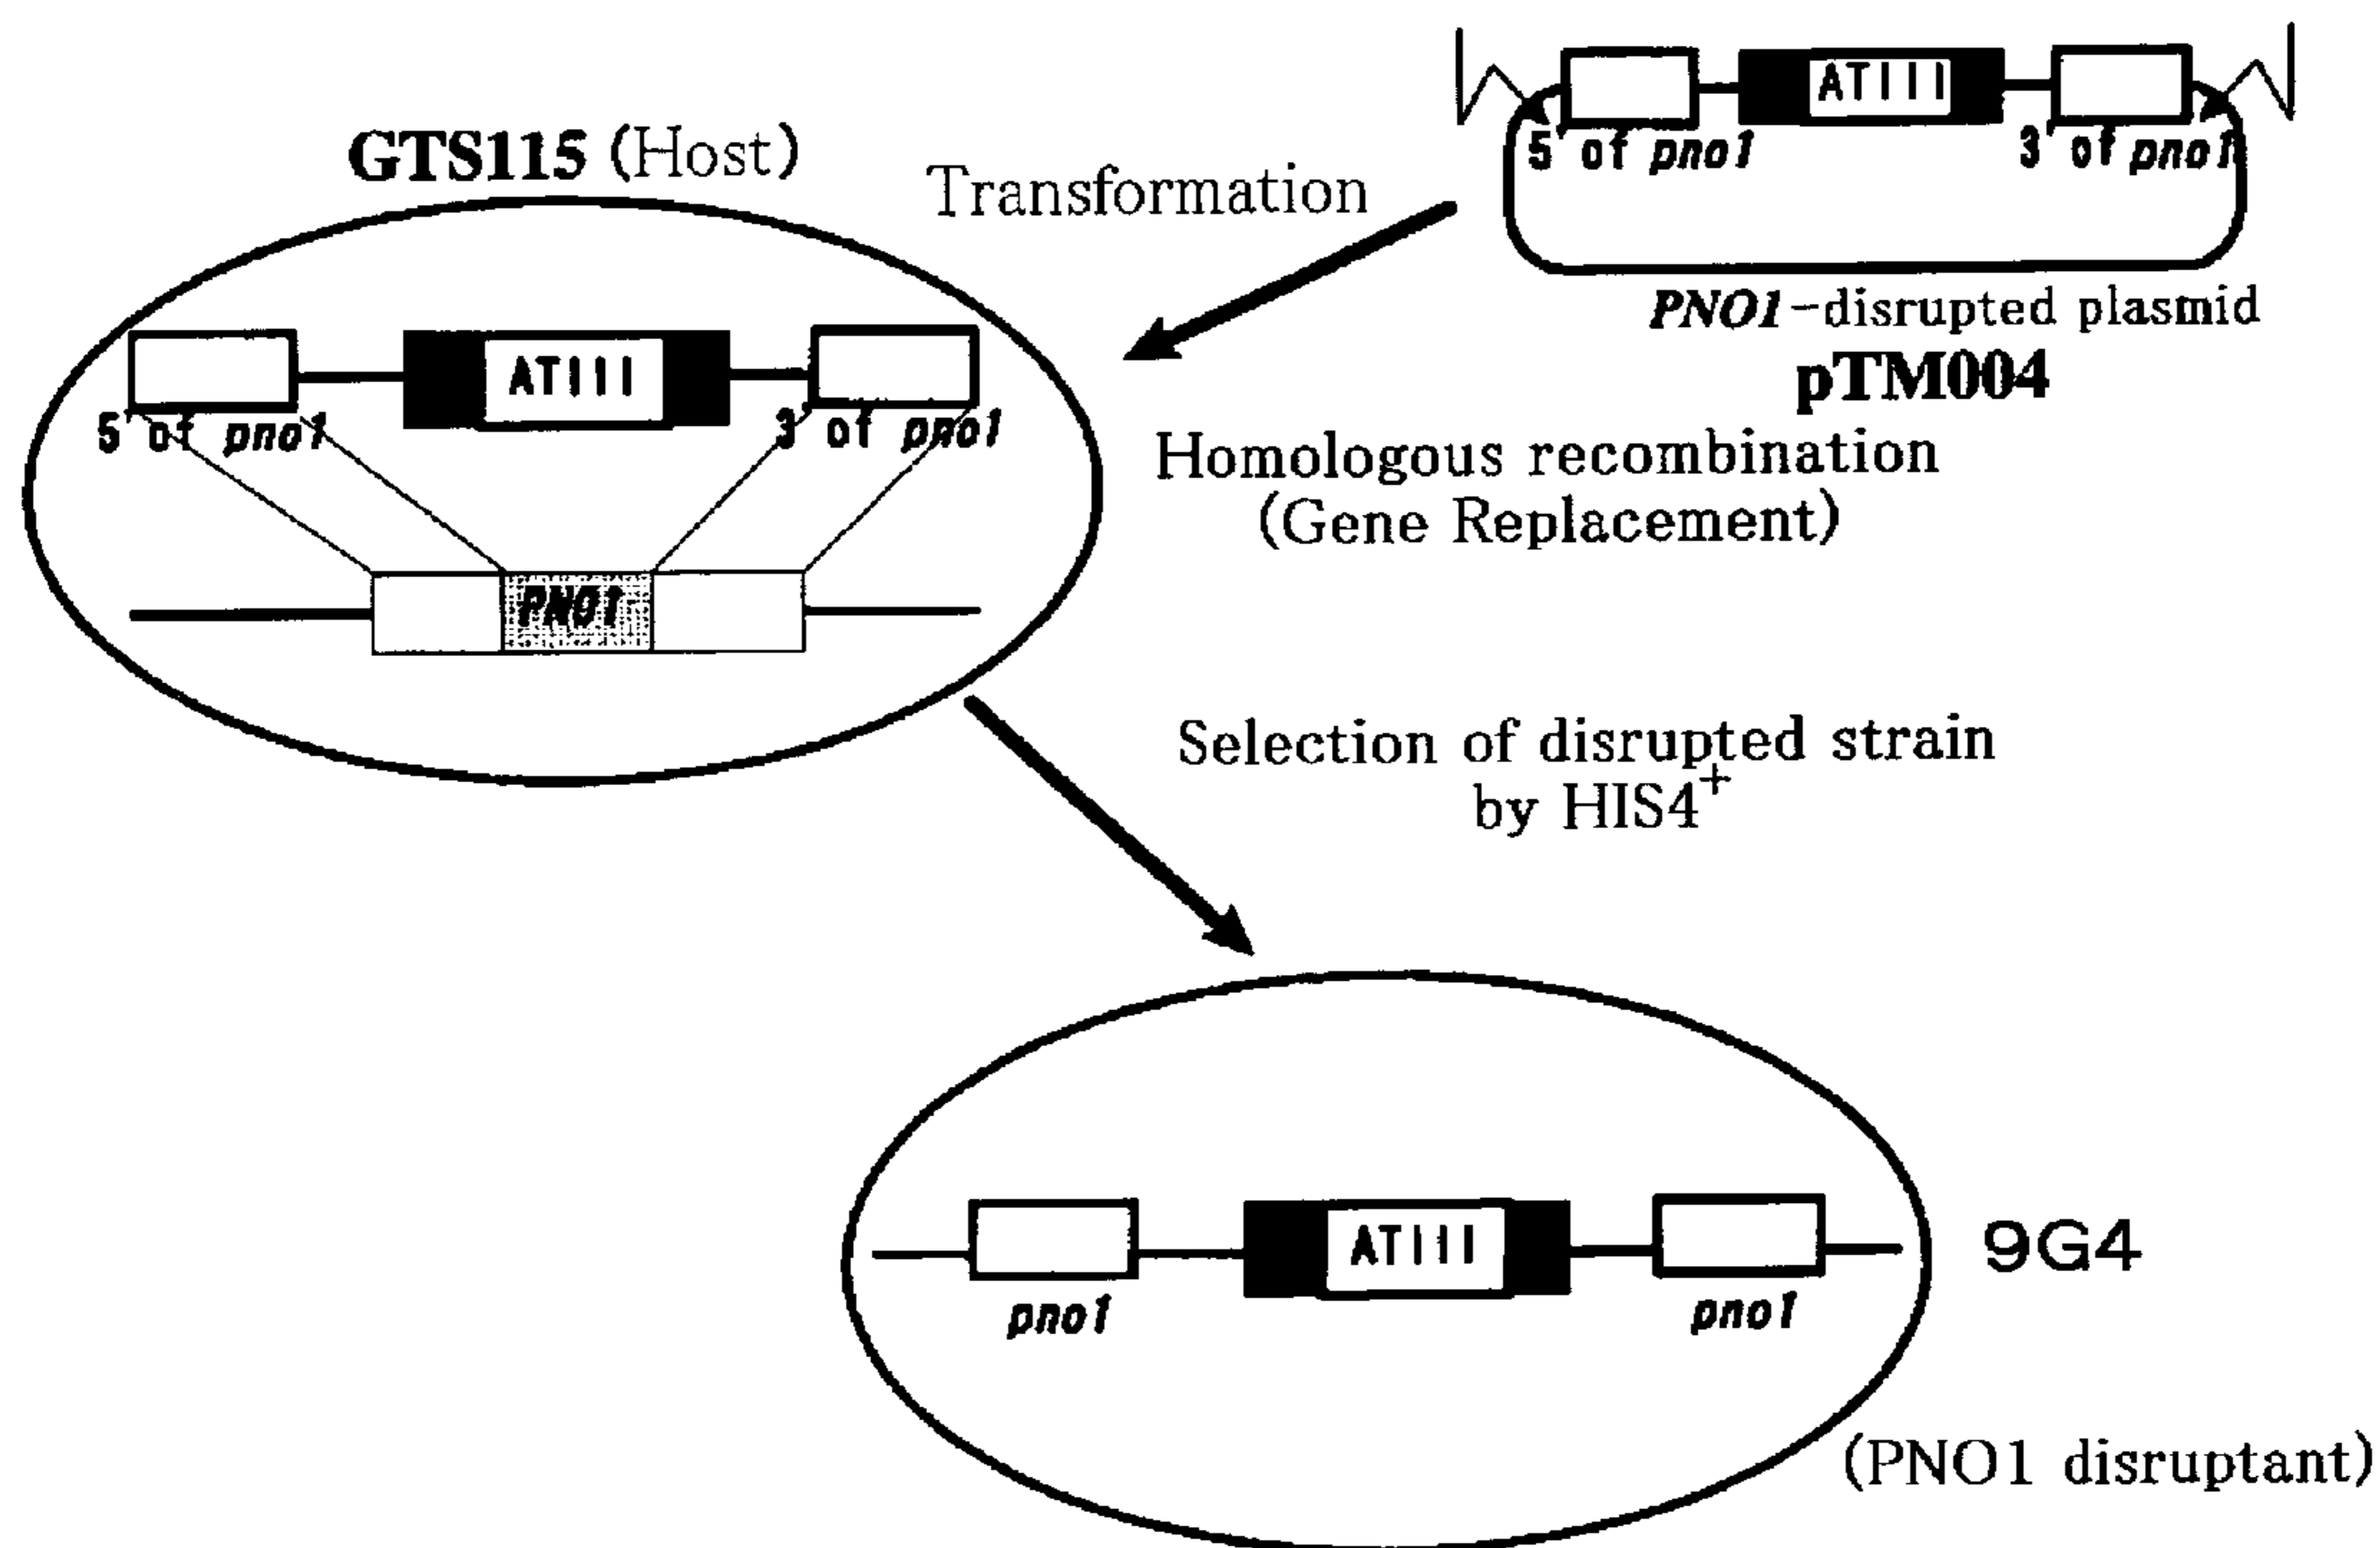 GTS115 (Host)
Transformation
ATIII
5' of pno1
3' of pno1
PNO1-disrupted plasmid
pTM004
ATIII
5' of pno1
3' of pno1
Homologous recombination
(Gene Replacement)
PNO1
Selection of disrupted strain
by HIS4+
ATIII
pno1
pno1
9G4
(PNO1 disruptant)